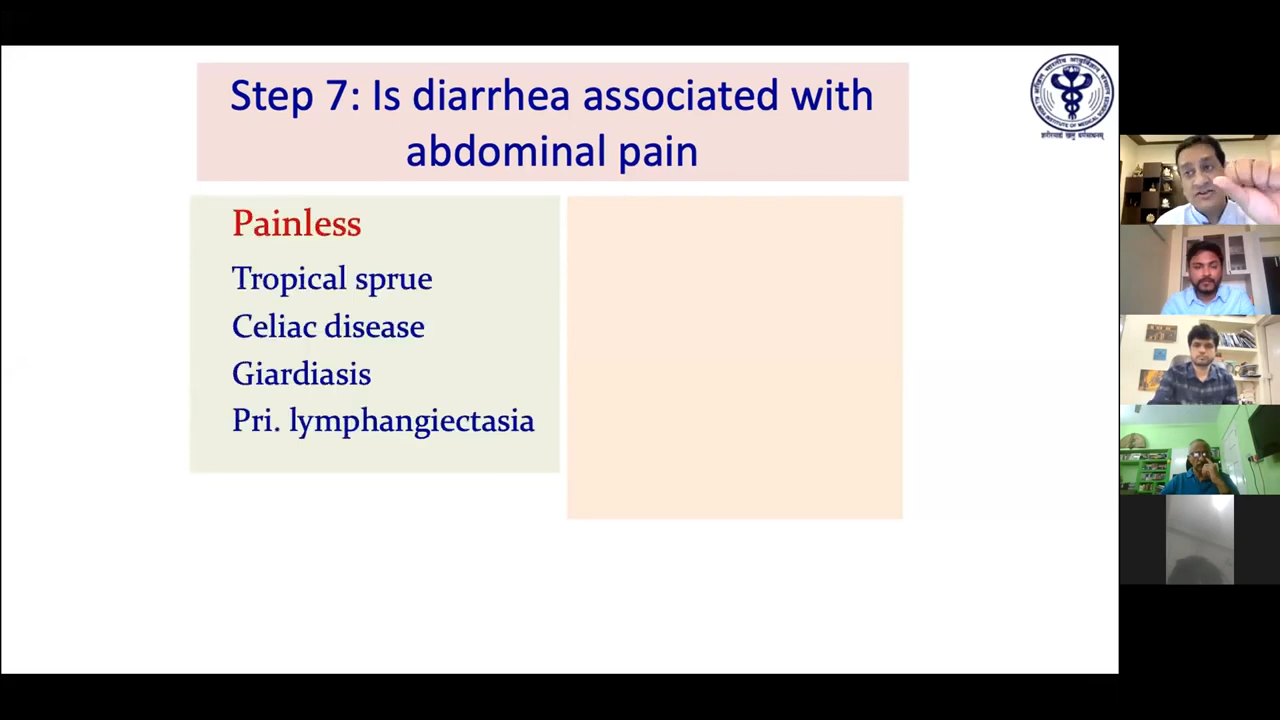 Step 7: Is diarrhea associated with
abdominal pain
Painless
Tropical sprue
Celiac disease
Giardiasis
Pri. lymphangiectasia